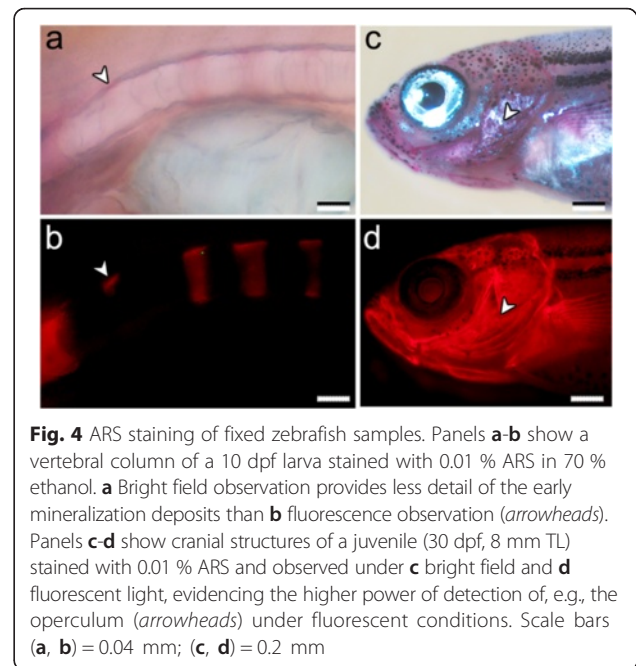 a
c
b
d
Fig. 4 ARS staining of fixed zebrafish samples. Panels a-b show a
vertebral column of a 10 dpf larva stained with 0.01 % ARS in 70 %
ethanol. a Bright field observation provides less detail of the early
mineralization deposits than b fluorescence observation (arrowheads).
Panels c-d show cranial structures of a juvenile (30 dpf, 8 mm TL)
stained with 0.01 % ARS and observed under c bright field and d
fluorescent light, evidencing the higher power of detection of, e.g., the
operculum (arrowheads) under fluorescent conditions. Scale bars
(a, b) = 0.04 mm; (c, d) = 0.2 mm